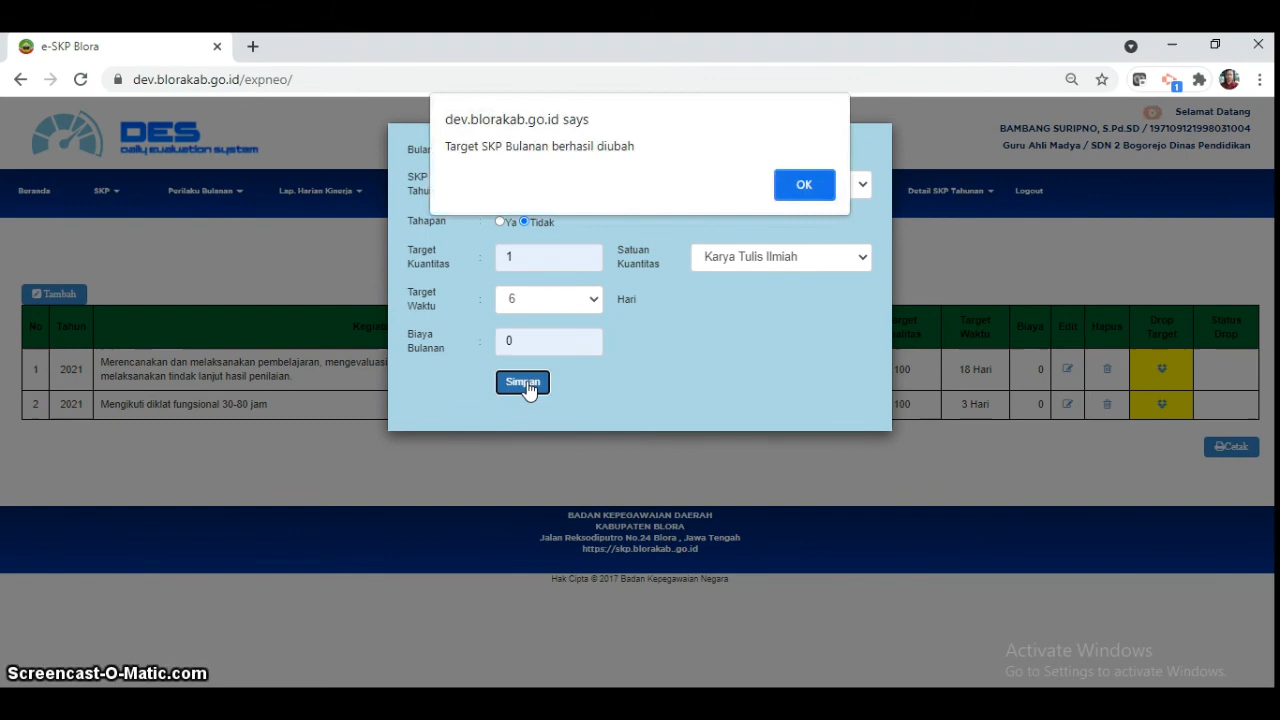 e-SKP Blora
dev.blorakab.go.id/expneo/
1
DES
daily evaluation system
Selamat Datang
BAMBANG SURIPNO, S.Pd.SD / 197109121998031004
Guru Ahli Madya / SDN 2 Bogorejo Dinas Pendidikan
Beranda SKP Perilaku Bulanan Lap. Harian Kinerja Detail SKP Tahunan Logout
dev.blorakab.go.id says
Target SKP Bulanan berhasil diubah
OK
SKP
Tahapan : Ya Tidak
Target Kuantitas : 1 Satuan Kuantitas Karya Tulis Ilmiah
Target Waktu : 6 Hari
Biaya Bulanan : 0
Simpan
Tambah
No Tahun Target Waktu Biaya Edit Hapus Drop Target Status Drop
1 2021 Merencanakan dan melaksanakan pembelajaran, mengevaluasi
melaksanakan tindak lanjut hasil penilaian. 100 18 Hari 0
2 2021 Mengikuti diklat fungsional 30-80 jam 100 3 Hari 0
Cetak
BADAN KEPEGAWAIAN DAERAH
KABUPATEN BLORA
Jalan Reksodiputro No.24 Blora , Jawa Tengah
https://skp.blorakab.go.id
Hak Cipta © 2017 Badan Kepegawaian Negara
Activate Windows
Go to Settings to activate Windows.
Screencast-O-Matic.com